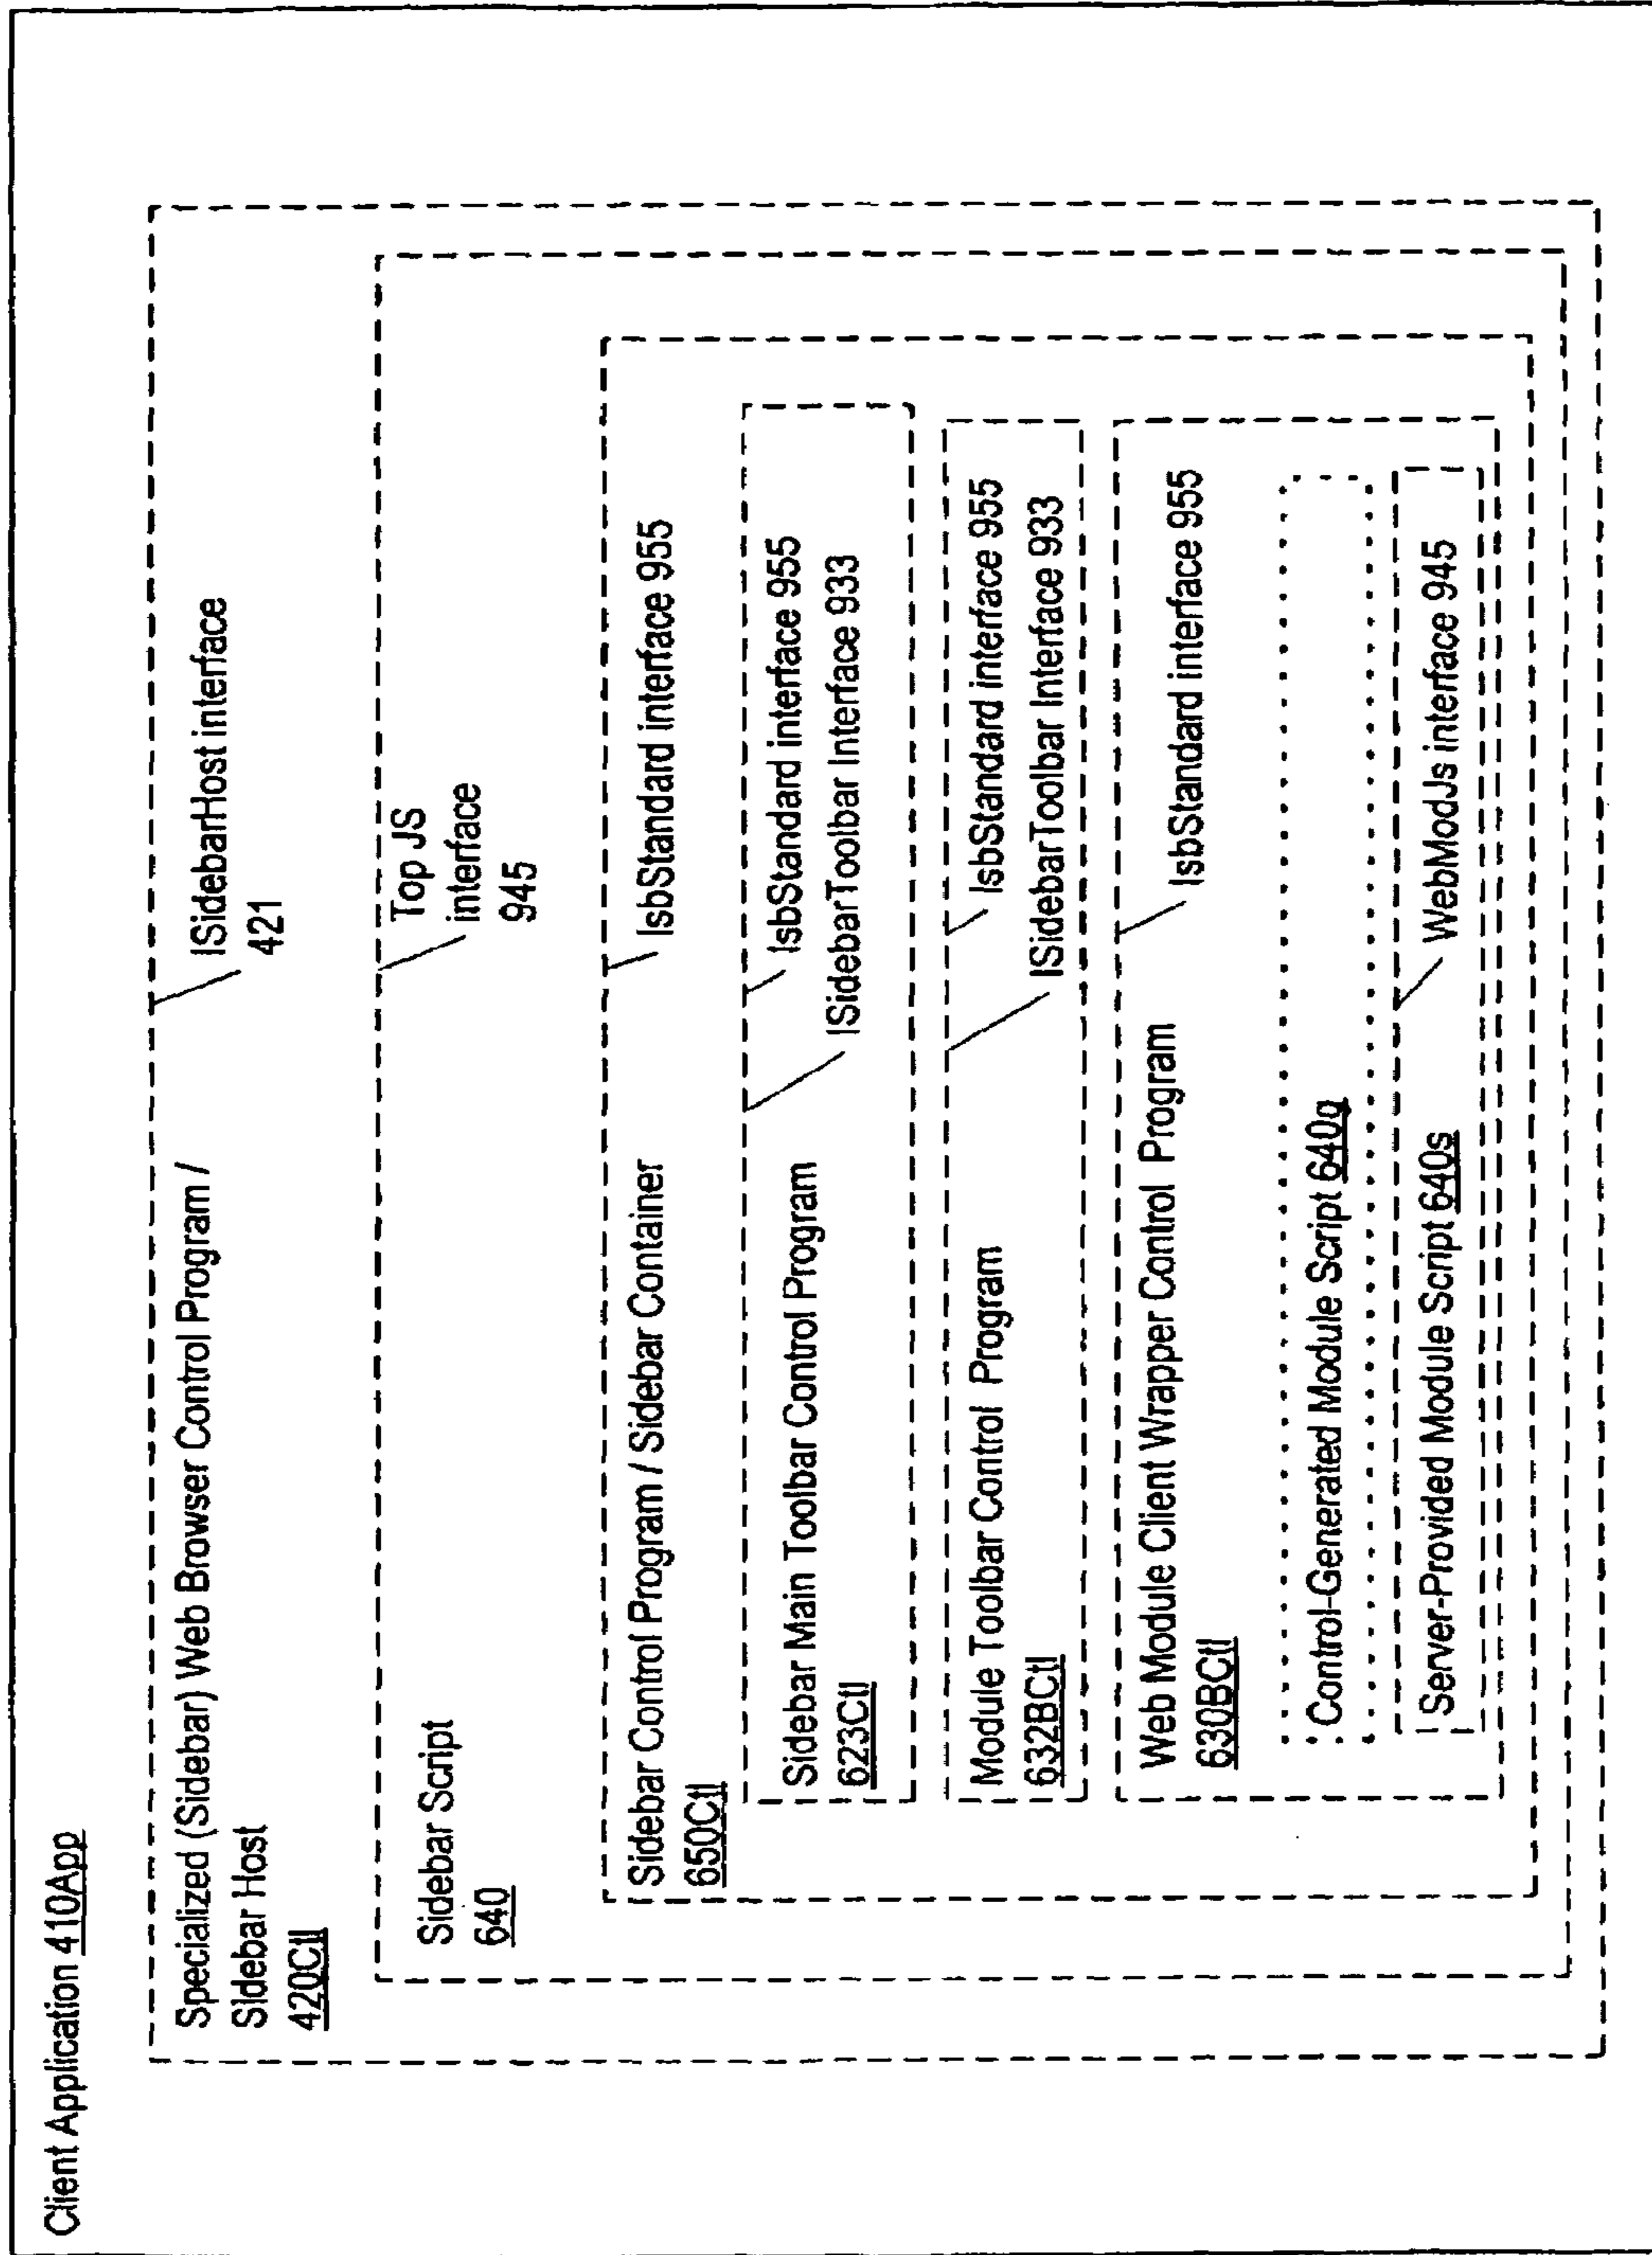 Client Application 410App
Specialized (Sidebar) Web Browser Control Program /
Sidebar Host
420Ctl
ISidebarHost interface
421
Sidebar Script
640
Top JS
interface
945
Sidebar Control Program / Sidebar Container
650Ctl
IsbStandard interface 955
Sidebar Main Toolbar Control Program
623Ctl
IsbStandard interface 955
ISidebarToolbar Interface 933
Module Toolbar Control Program
632BCtl
IsbStandard interface 955
ISidebarToolbar Interface 933
Web Module Client Wrapper Control Program
630BCtl
IsbStandard interface 955
Control-Generated Module Script 640g
Server-Provided Module Script 640s
WebModJs interface 945